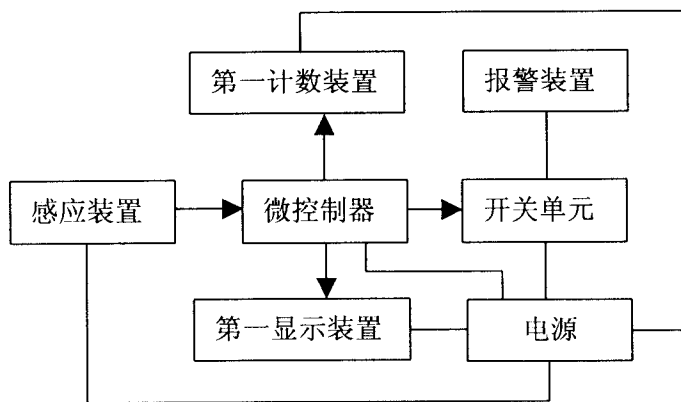 第一计数装置
报警装置
感应装置
微控制器
开关单元
第一显示装置
电源